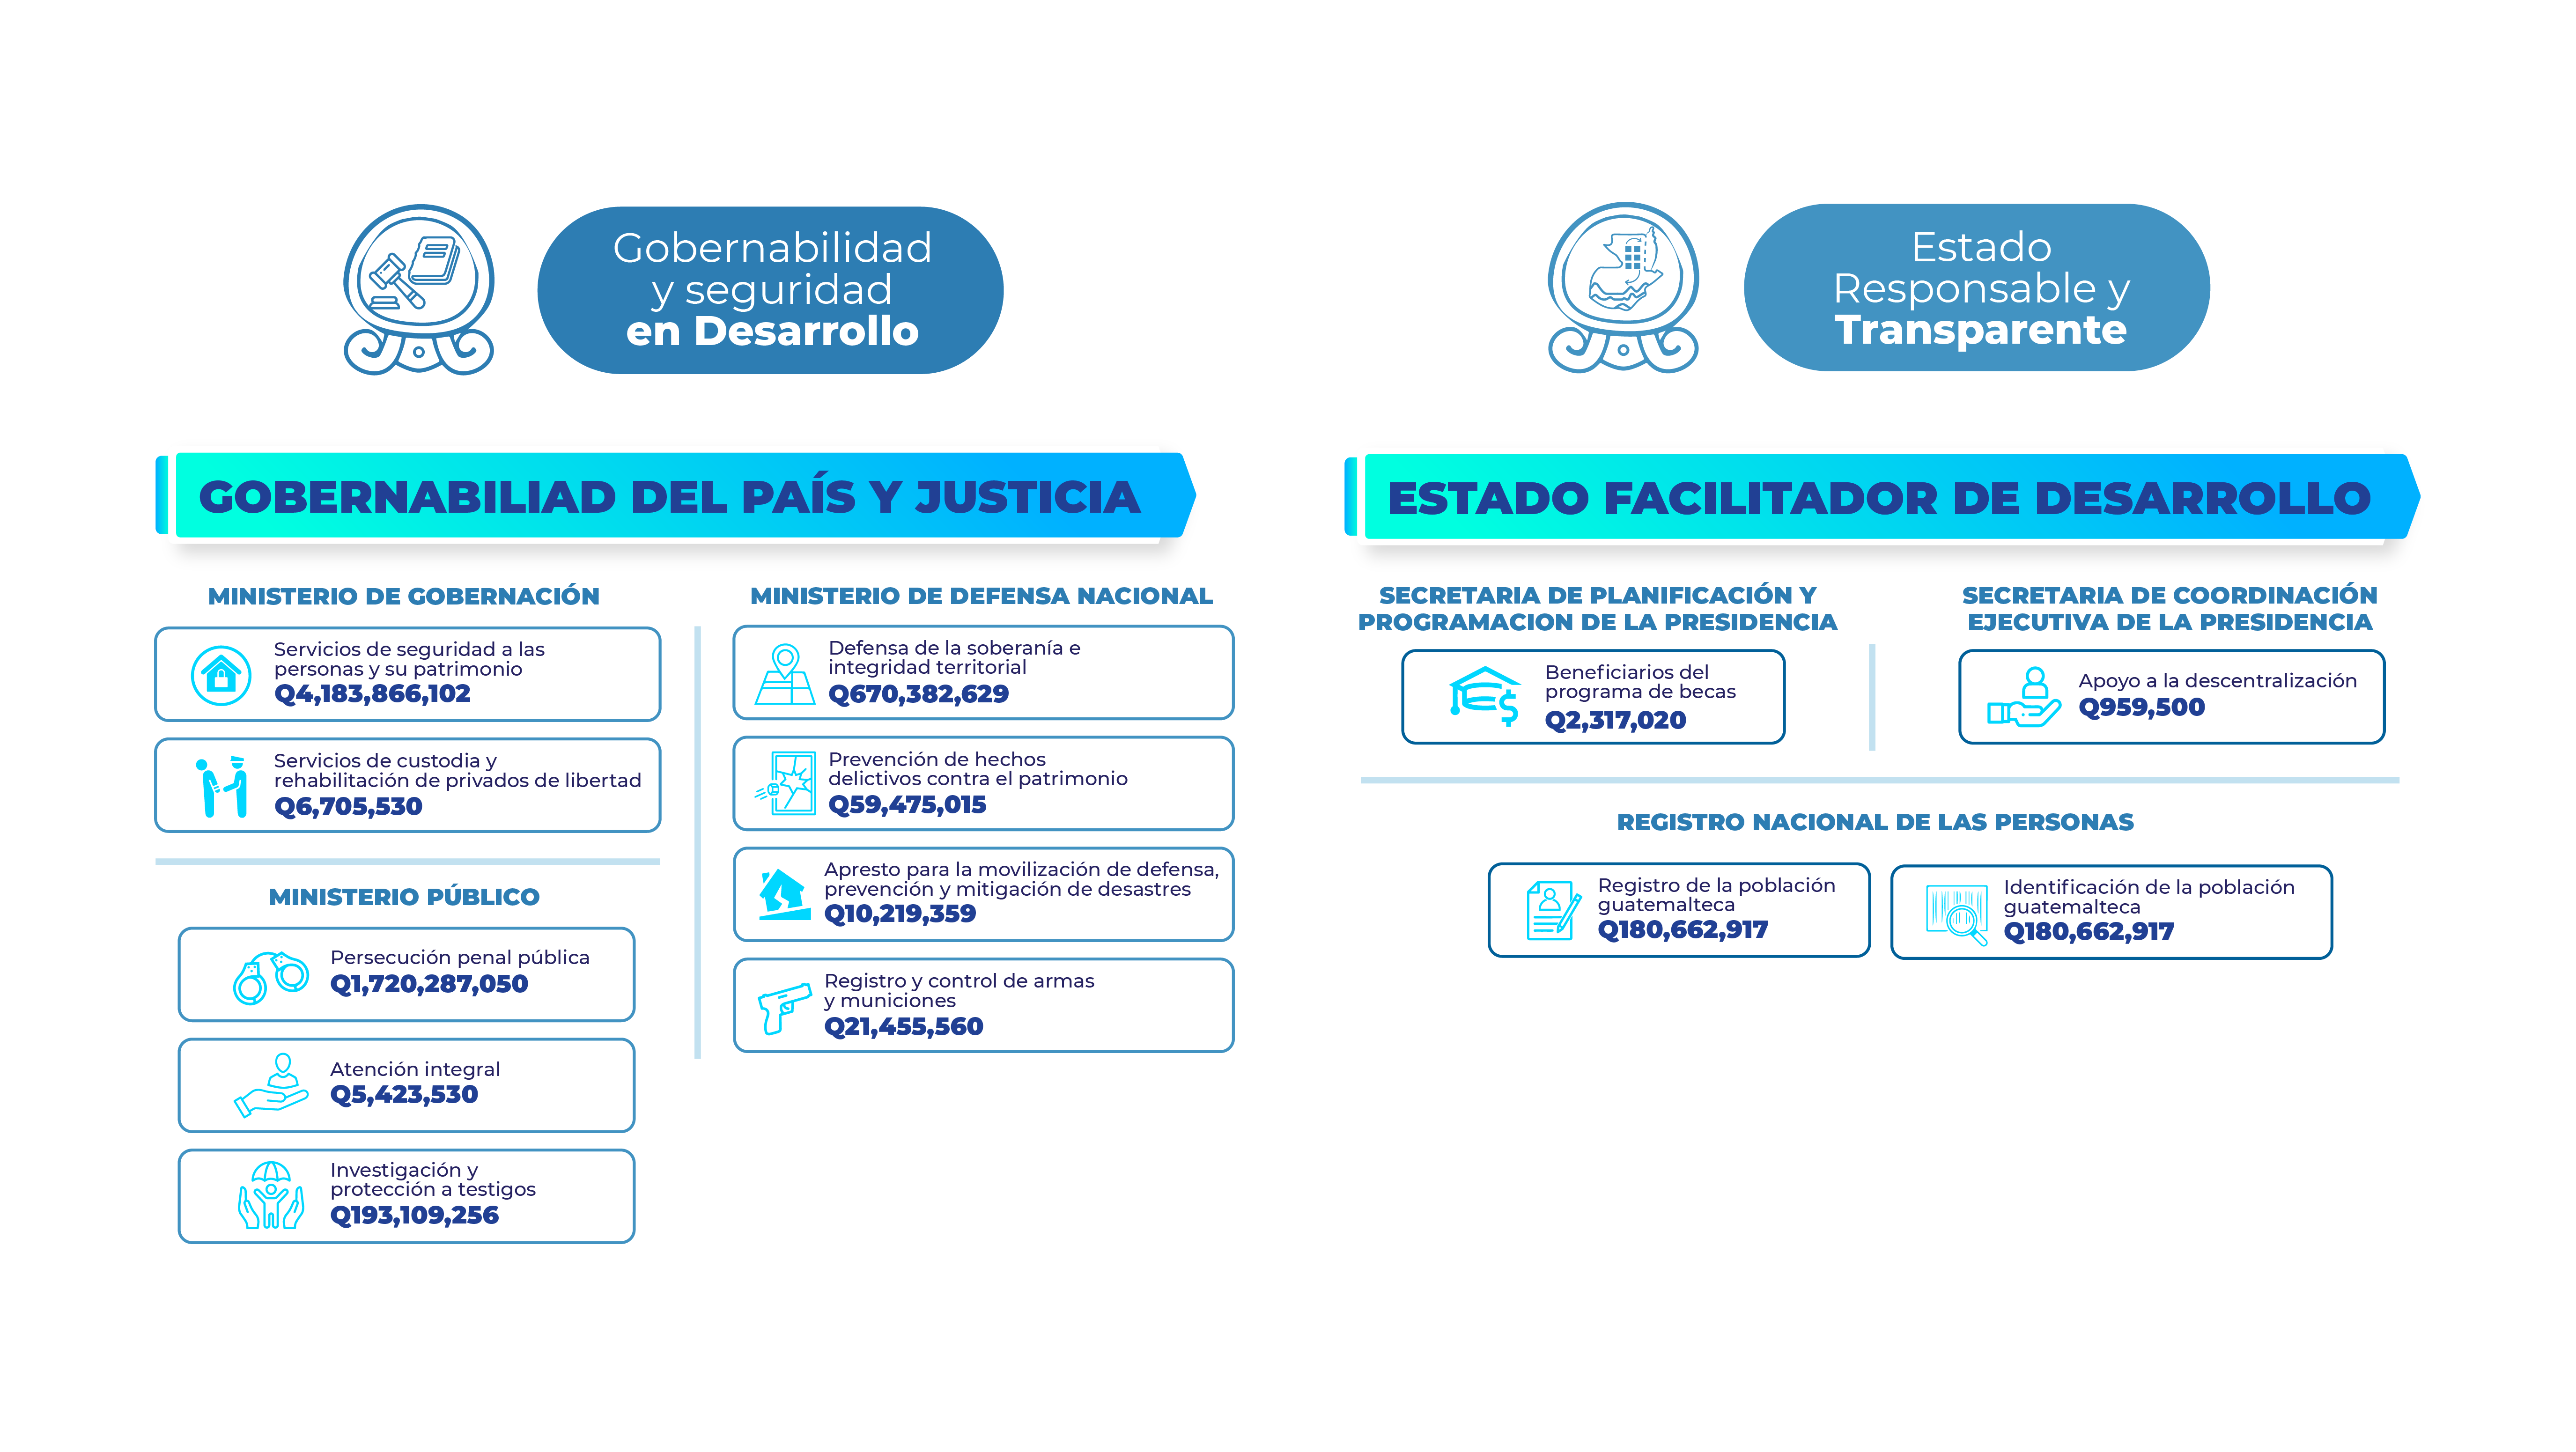 Gobernabilidad
y seguridad
en Desarrollo
GOBERNABILIAD DEL PAÍS Y JUSTICIA
MINISTERIO DE GOBERNACIÓN
Servicios de seguridad a las
personas y su patrimonio
Q4,183,866,102
Servicios de custodia y
rehabilitación de privados de libertad
Q6,705,530
MINISTERIO PÚBLICO
Persecución penal pública
Q1,720,287,050
Atención integral
Q5,423,530
Investigación y
protección a testigos
Q193,109,256
MINISTERIO DE DEFENSA NACIONAL
Defensa de la soberanía e
integridad territorial
Q670,382,629
Prevención de hechos
delictivos contra el patrimonio
Q59,475,015
Apresto para la movilización de defensa,
prevención y mitigación de desastres
Q10,219,359
Registro y control de armas
y municiones
Q21,455,560
Estado
Responsable y
Transparente
ESTADO FACILITADOR DE DESARROLLO
SECRETARIA DE PLANIFICACIÓN Y
PROGRAMACION DE LA PRESIDENCIA
Beneficiarios del
programa de becas
Q2,317,020
SECRETARIA DE COORDINACIÓN
EJECUTIVA DE LA PRESIDENCIA
Apoyo a la descentralización
Q959,500
REGISTRO NACIONAL DE LAS PERSONAS
Registro de la población
guatemalteca
Q180,662,917
Identificación de la población
guatemalteca
Q180,662,917